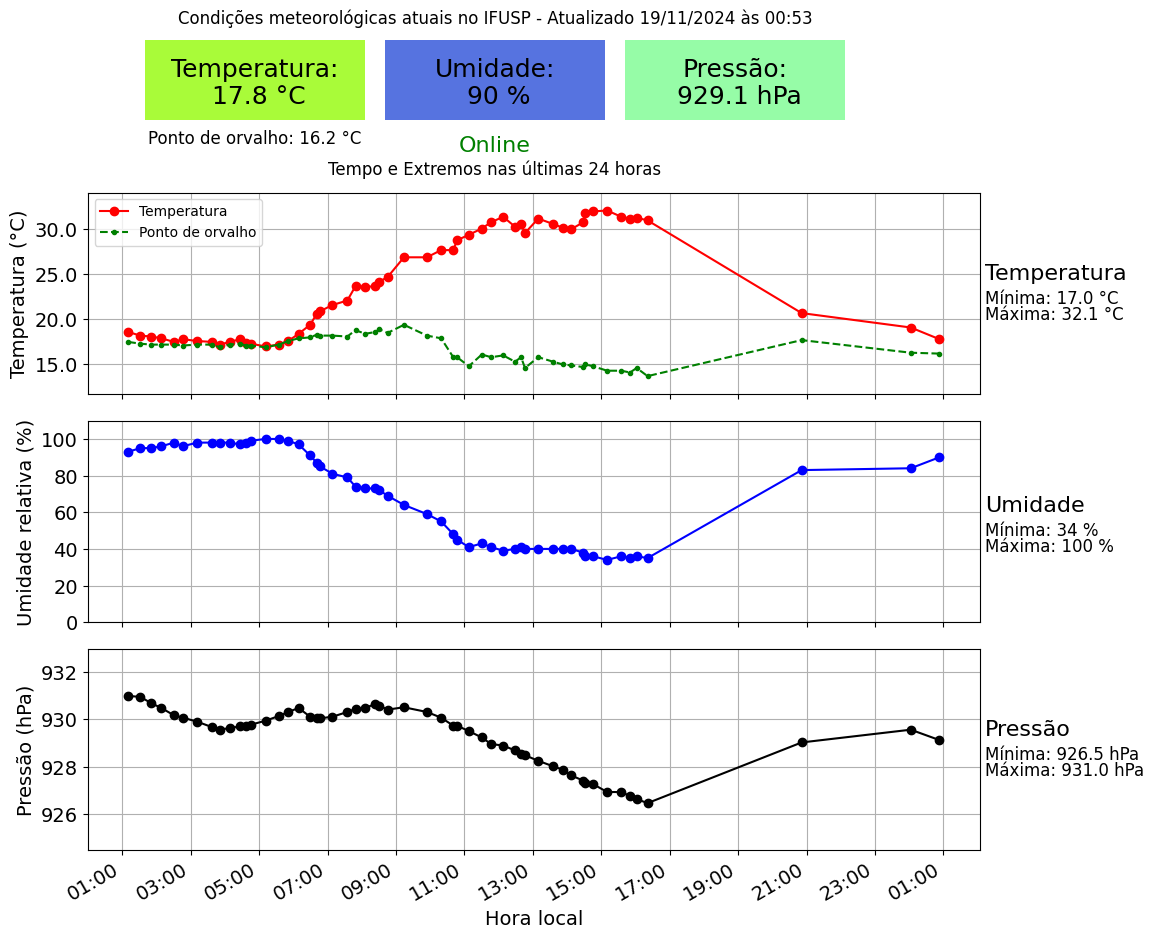 Condições meteorológicas atuais no IFUSP - Atualizado 19/11/2024 às 00:53
Temperatura:
17.8 °C
Umidade:
90 %
Pressão:
929.1 hPa
Ponto de orvalho: 16.2 °C
Online
Tempo e Extremos nas últimas 24 horas
Temperatura (°C)
30.0
25.0
20.0
15.0
Temperatura
Ponto de orvalho
Temperatura
Mínima: 17.0 °C
Máxima: 32.1 °C
Umidade relativa (%)
100
80
60
40
20
0
Umidade
Mínima: 34 %
Máxima: 100 %
Pressão (hPa)
932
930
928
926
Pressão
Mínima: 926.5 hPa
Máxima: 931.0 hPa
01:00 03:00 05:00 07:00 09:00 11:00 13:00 15:00 17:00 19:00 21:00 23:00 01:00
Hora local